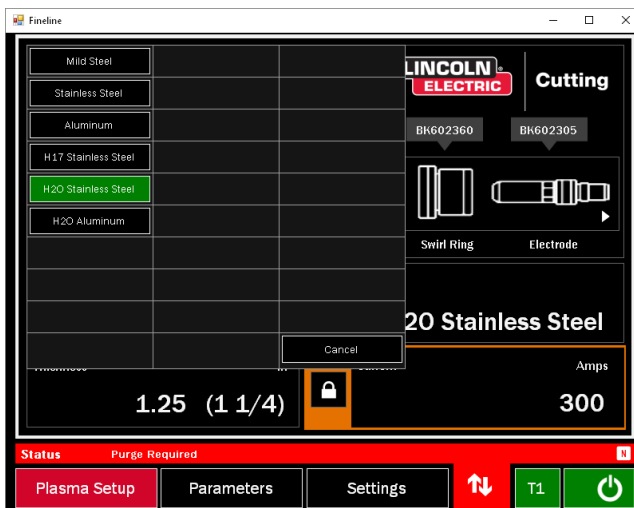 Fineline
Mild Steel
Stainless Steel
Aluminum
H17 Stainless Steel
H2O Stainless Steel
H2O Aluminum
Cancel
LINCOLN
ELECTRIC
Cutting
BK602360
BK602305
Swirl Ring
Electrode
2O Stainless Steel
in
Amps
1.25 (1 1/4)
300
Status
Purge Required
N
Plasma Setup
Parameters
Settings
T1